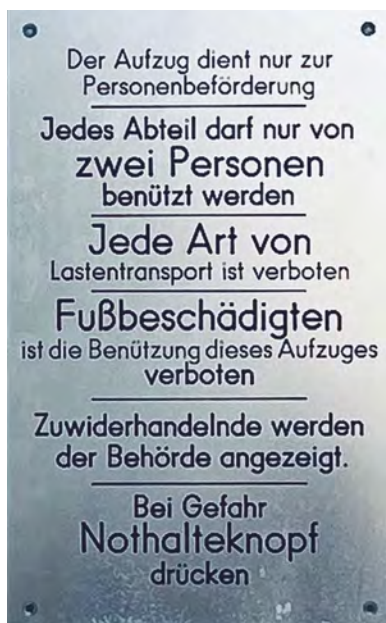 Der Aufzug dient nur zur
Personenbeförderung
Jedes Abteil darf nur von
zwei Personen
benützt werden
Jede Art von
Lastentransport ist verboten
Fußbeschädigten
ist die Benützung dieses Aufzuges
verboten
Zuwiderhandelnde werden
der Behörde angezeigt.
Bei Gefahr
Nothalteknopf
drücken